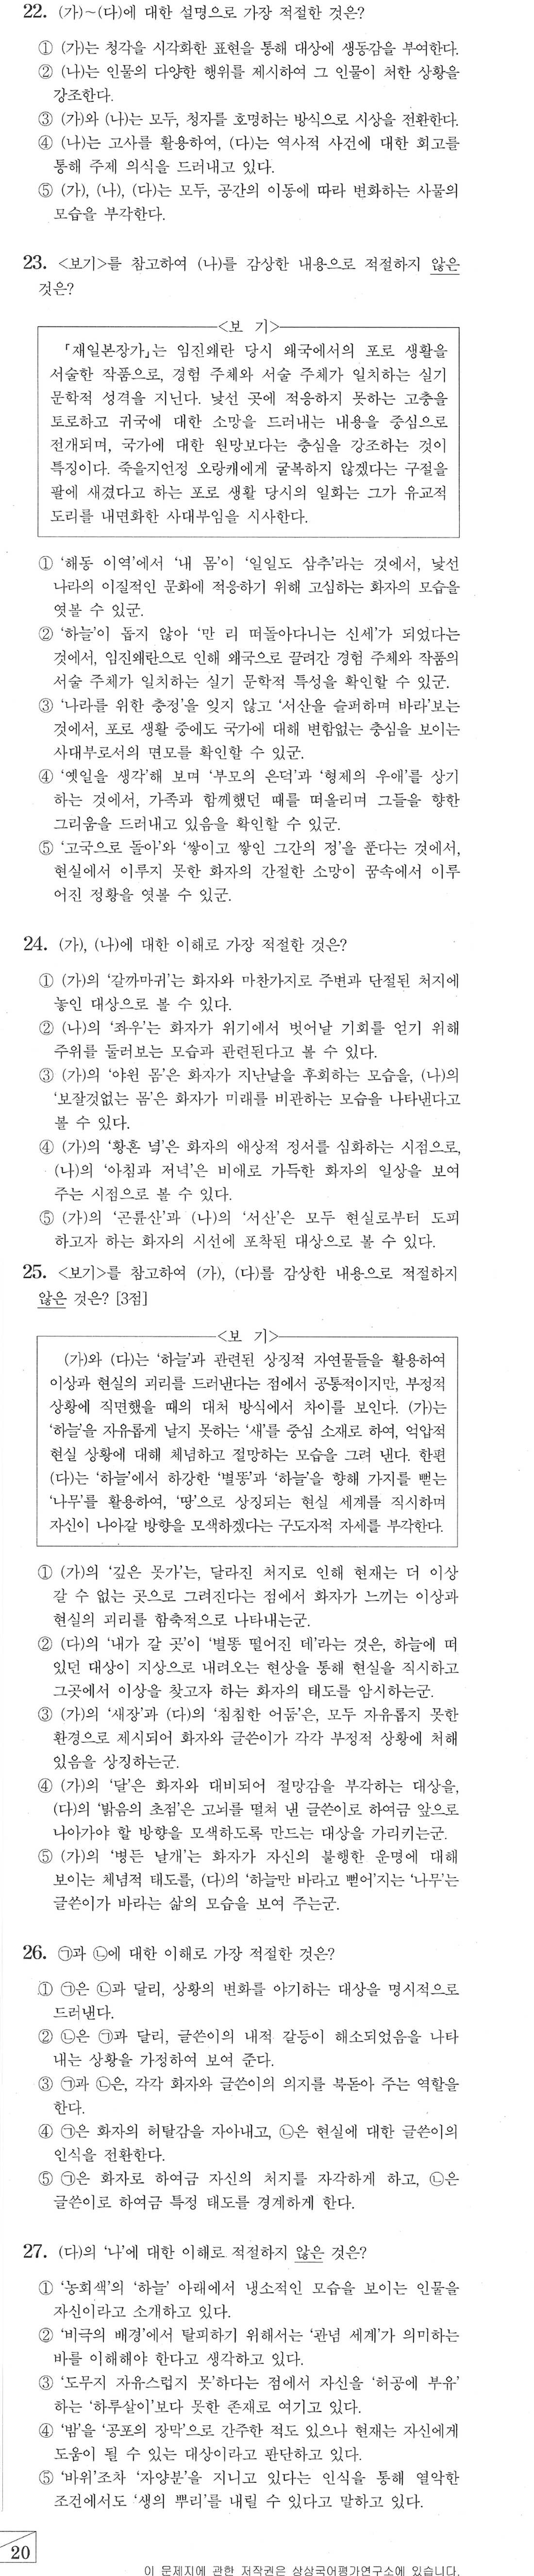 22. (가)~(다)에 대한 설명으로 가장 적절한 것은?
① (가)는 청각을 시각화한 표현을 통해 대상에 생동감을 부여한다.
② (나)는 인물의 다양한 행위를 제시하여 그 인물이 처한 상황을
강조한다.
③ (가)와 (나)는 모두, 청자를 호명하는 방식으로 시상을 전환한다.
④ (나)는 고사를 활용하여, (다)는 역사적 사건에 대한 회고를
통해 주제 의식을 드러내고 있다.
⑤ (가), (나), (다)는 모두, 공간의 이동에 따라 변화하는 사물의
모습을 부각한다.
23. <보기>를 참고하여 (나)를 감상한 내용으로 적절하지 않은
것은?
<보 기>
「재일본장가」는 임진왜란 당시 왜국에서의 포로 생활을
서술한 작품으로, 경험 주체와 서술 주체가 일치하는 실기
문학적 성격을 지닌다. 낯선 곳에 적응하지 못하는 고충을
토로하고 귀국에 대한 소망을 드러내는 내용을 중심으로
전개되며, 국가에 대한 원망보다는 충심을 강조하는 것이
특징이다. 죽을지언정 오랑캐에게 굴복하지 않겠다는 구절을
팔에 새겼다고 하는 포로 생활 당시의 일화는 그가 유교적
도리를 내면화한 사대부임을 시사한다.
① ‘해동 이역’에서 ‘내 몸’이 ‘일일도 삼추’라는 것에서, 낯선
나라의 이질적인 문화에 적응하기 위해 고심하는 화자의 모습을
엿볼 수 있군.
② ‘하늘’이 돕지 않아 ‘만 리 떠돌아다니는 신세’가 되었다는
것에서, 임진왜란으로 인해 왜국으로 끌려간 경험 주체와 작품의
서술 주체가 일치하는 실기 문학적 특성을 확인할 수 있군.
③ ‘나라를 위한 충정’을 잊지 않고 ‘서산을 슬피하며 바라’보는
것에서, 포로 생활 중에도 국가에 대해 변함없는 충심을 보이는
사대부로서의 면모를 확인할 수 있군.
④ ‘옛일을 생각’해 보며 ‘부모의 은덕’과 ‘형제의 우애’를 상기
하는 것에서, 가족과 함께했던 때를 떠올리며 그들을 향한
그리움을 드러내고 있음을 확인할 수 있군.
⑤ ‘고국으로 돌아’와 ‘쌓이고 쌓인 그간의 정’을 푼다는 것에서,
현실에서 이루지 못한 화자의 간절한 소망이 꿈속에서 이루
어진 정황을 엿볼 수 있군.
24. (가), (나)에 대한 이해로 가장 적절한 것은?
① (가)의 ‘갈까마귀’는 화자와 마찬가지로 주변과 단절된 처지에
놓인 대상으로 볼 수 있다.
② (나)의 ‘좌우’는 화자가 위기에서 벗어날 기회를 얻기 위해
주위를 둘러보는 모습과 관련된다고 볼 수 있다.
③ (가)의 ‘야윈 몸’은 화자가 지난날을 후회하는 모습을, (나)의
‘보잘것없는 몸’은 화자가 미래를 비관하는 모습을 나타낸다고
볼 수 있다.
④ (가)의 ‘황혼 녘’은 화자의 애상적 정서를 심화하는 시점으로,
(나)의 ‘아침과 저녁’은 비애로 가득한 화자의 일상을 보여
주는 시점으로 볼 수 있다.
⑤ (가)의 ‘곤륜산’과 (나)의 ‘서산’은 모두 현실로부터 도피
하고자 하는 화자의 시선에 포착된 대상으로 볼 수 있다.
25. <보기>를 참고하여 (가), (다)를 감상한 내용으로 적절하지
않은 것은? [3점]
<보 기>
(가)와 (다)는 ‘하늘’과 관련된 상징적 자연물들을 활용하여
이상과 현실의 괴리를 드러낸다는 점에서 공통적이지만, 부정적
상황에 직면했을 때의 대처 방식에서 차이를 보인다. (가)는
‘하늘’을 자유롭게 날지 못하는 ‘새’를 중심 소재로 하여, 억압적
현실 상황에 대해 체념하고 절망하는 모습을 그려 낸다. 한편
(다)는 ‘하늘’에서 하강한 ‘별똥’과 ‘하늘’을 향해 가지를 뻗는
‘나무’를 활용하여, ‘땅’으로 상징되는 현실 세계를 직시하며
자신이 나아갈 방향을 모색하겠다는 구도자적 자세를 부각한다.
① (가)의 ‘깊은 못가’는, 달라진 처지로 인해 현재는 더 이상
갈 수 없는 곳으로 그려진다는 점에서 화자가 느끼는 이상과
현실의 괴리를 함축적으로 나타내는군.
② (다)의 ‘내가 갈 곳’이 ‘별똥 떨어진 데’라는 것은, 하늘에 떠
있던 대상이 지상으로 내려오는 현상을 통해 현실을 직시하고
그곳에서 이상을 찾고자 하는 화자의 태도를 암시하는군.
③ (가)의 ‘새장’과 (다)의 ‘침침한 어둠’은, 모두 자유롭지 못한
환경으로 제시되어 화자와 글쓴이가 각각 부정적 상황에 처해
있음을 상징하는군.
④ (가)의 ‘달’은 화자와 대비되어 절망감을 부각하는 대상을,
(다)의 ‘밝음의 초점’은 고뇌를 떨쳐 낸 글쓴이로 하여금 앞으로
나아가야 할 방향을 모색하도록 만드는 대상을 가리키는군.
⑤ (가)의 ‘병든 날개’는 화자가 자신의 불행한 운명에 대해
보이는 체념적 태도를, (다)의 ‘하늘만 바라고 뻗어’지는 ‘나무’는
글쓴이가 바라는 삶의 모습을 보여 주는군.
26. ㉠과 ㉡에 대한 이해로 가장 적절한 것은?
① ㉠은 ㉡과 달리, 상황의 변화를 야기하는 대상을 명시적으로
드러낸다.
② ㉡은 ㉠과 달리, 글쓴이의 내적 갈등이 해소되었음을 나타
내는 상황을 가정하여 보여 준다.
③ ㉠과 ㉡은, 각각 화자와 글쓴이의 의지를 북돋아 주는 역할을
한다.
④ ㉠은 화자의 허탈감을 자아내고, ㉡은 현실에 대한 글쓴이의
인식을 전환한다.
⑤ ㉠은 화자로 하여금 자신의 처지를 자각하게 하고, ㉡은
글쓴이로 하여금 특정 태도를 경계하게 한다.
27. (다)의 ‘나’에 대한 이해로 적절하지 않은 것은?
① ‘농회색’의 ‘하늘’ 아래에서 냉소적인 모습을 보이는 인물을
자신이라고 소개하고 있다.
② ‘비극의 배경’에서 탈피하기 위해서는 ‘관념 세계’가 의미하는
바를 이해해야 한다고 생각하고 있다.
③ ‘도무지 자유스럽지 못’하다는 점에서 자신을 ‘허공에 부유’
하는 ‘하루살이’보다 못한 존재로 여기고 있다.
④ ‘밤’을 ‘공포의 장막’으로 간주한 적도 있으나 현재는 자신에게
도움이 될 수 있는 대상이라고 판단하고 있다.
⑤ ‘바위’조차 ‘자양분’을 지니고 있다는 인식을 통해 열악한
조건에서도 ‘생의 뿌리’를 내릴 수 있다고 말하고 있다.
20
이 문제지에 관한 저작권은 상상국어평가연구소에 있습니다.